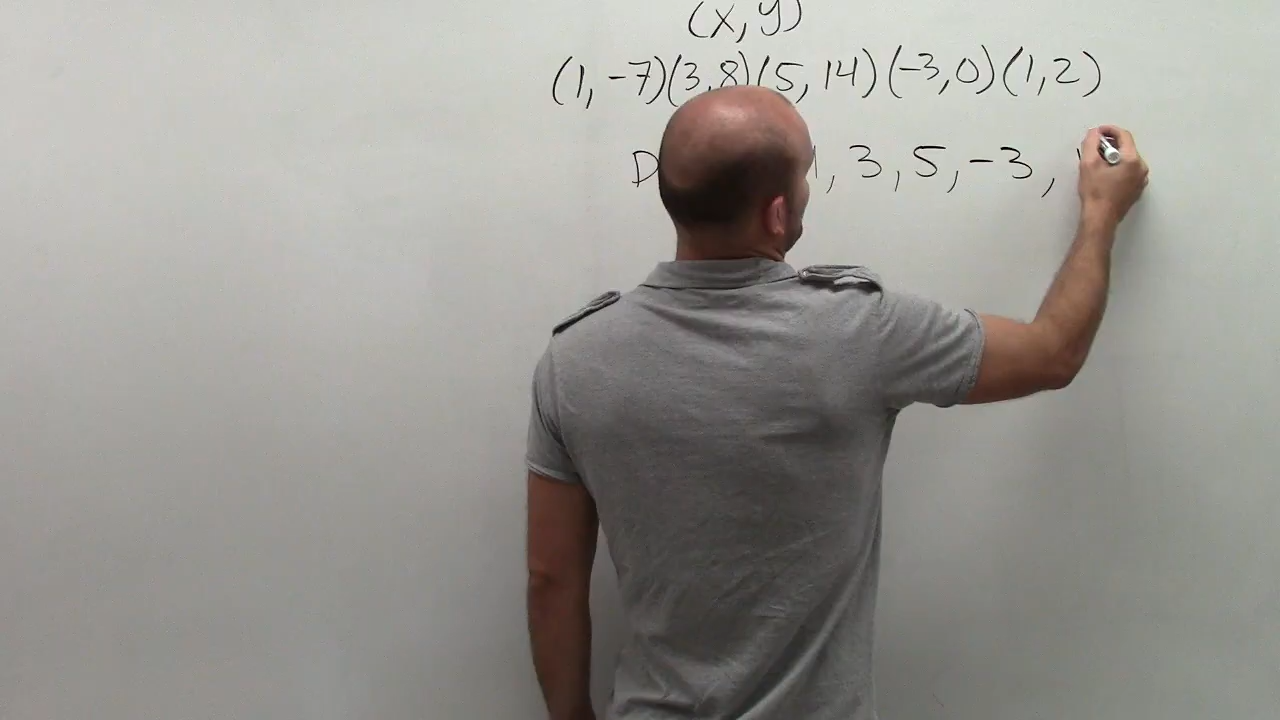 (x, y)
(1, -7) (3, 8) (5, 14) (-3, 0) (1, 2)
D 1, 3, 5, -3,